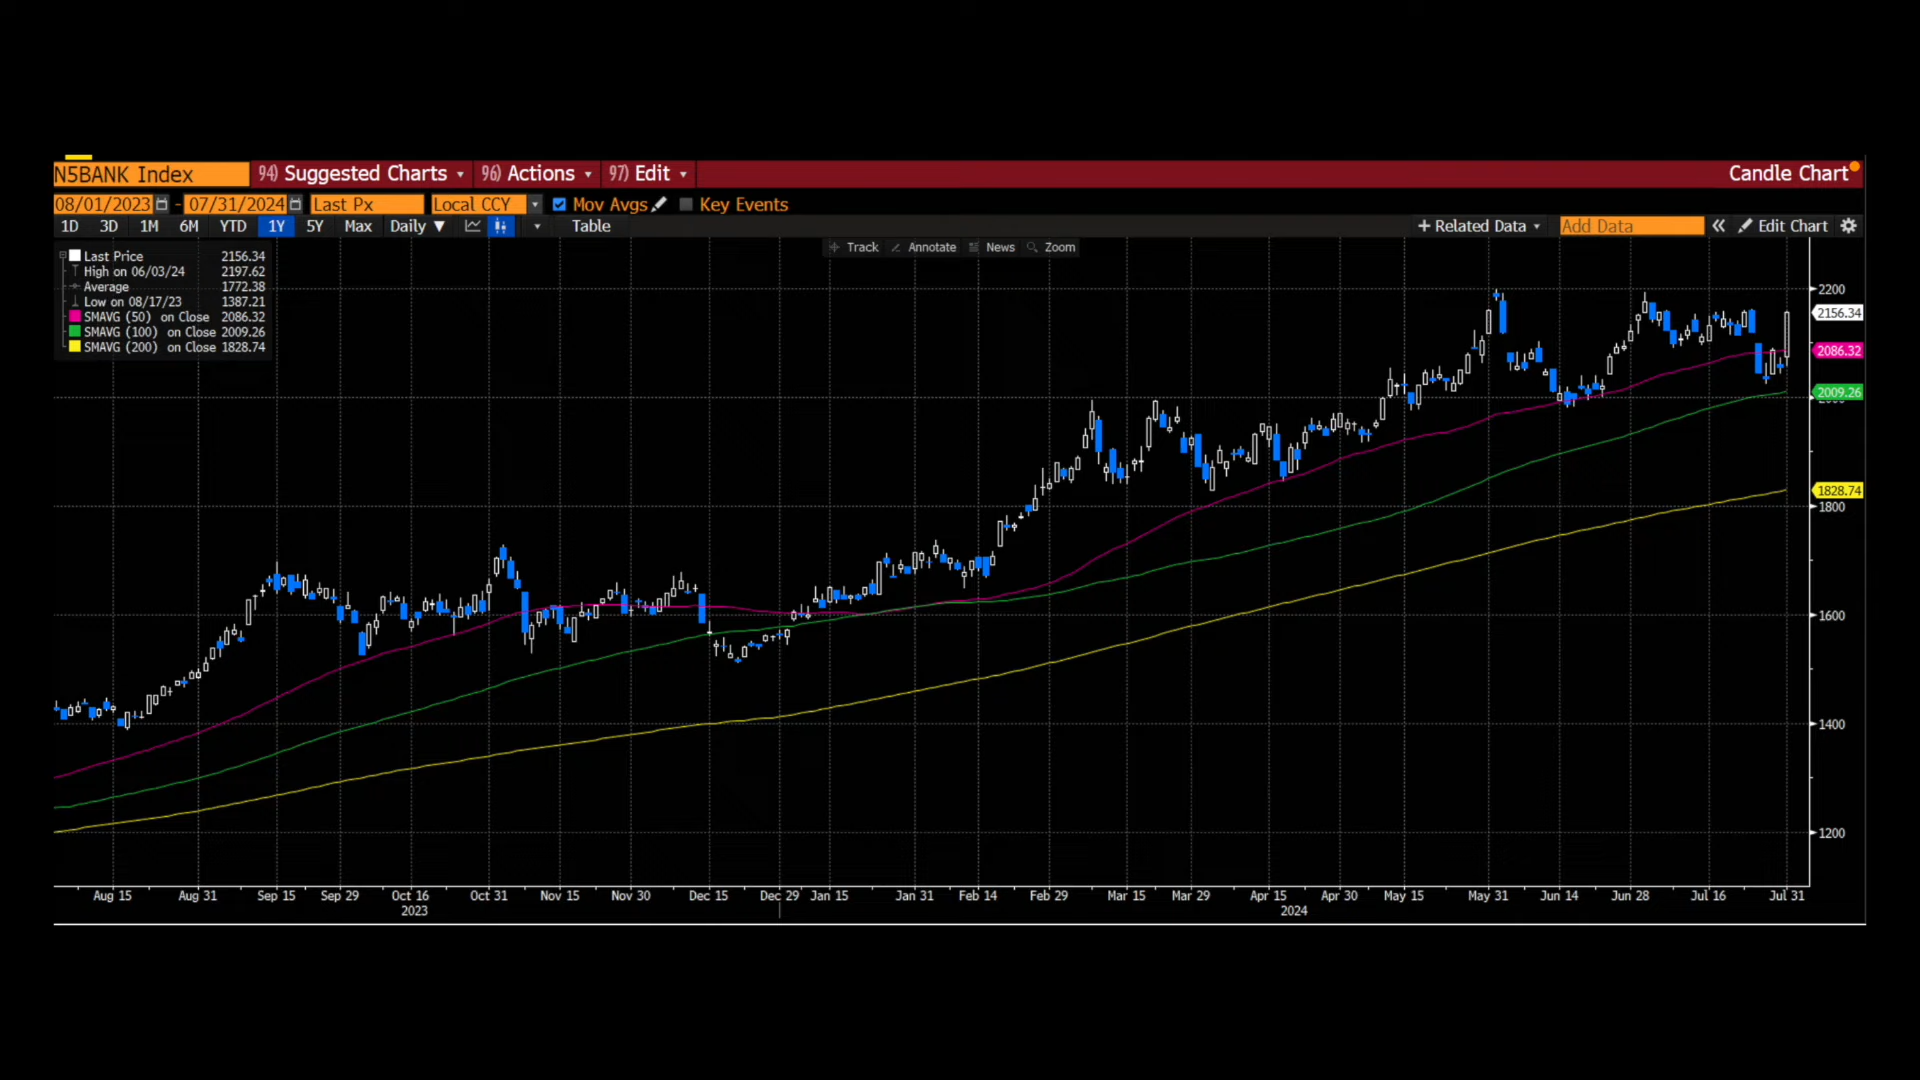 N5BANK Index 94) Suggested Charts 96) Actions 97) Edit Candle Chart
08/01/2023 - 07/31/2024 Last Px Local CCY Mov Avgs Key Events
1D 3D 1M 6M YTD 1Y 5Y Max Daily ▼ Table + Related Data Add Data « Edit Chart
Track Annotate News Zoom
Last Price 2156.34
High on 06/03/24 2197.62
Average 1772.38
Low on 08/17/23 1387.21
SMAVG (50) on Close 2086.32
SMAVG (100) on Close 2009.26
SMAVG (200) on Close 1828.74
2200
2156.34
2086.32
2009.26
1828.74
1800
1600
1400
1200
Aug 15 Aug 31 Sep 15 Sep 29 Oct 16 Oct 31 Nov 15 Nov 30 Dec 15 Dec 29 Jan 15 Jan 31 Feb 14 Feb 29 Mar 15 Mar 29 Apr 15 Apr 30 May 15 May 31 Jun 14 Jun 28 Jul 16 Jul 31
2023 2024